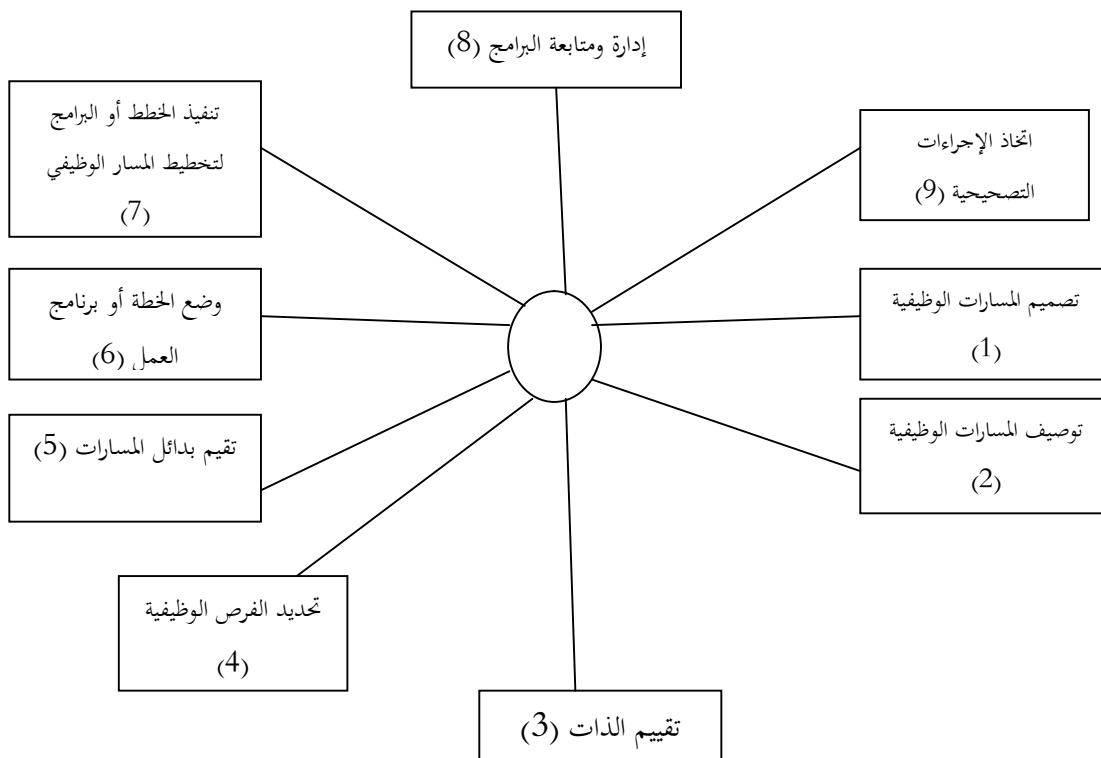 إدارة ومتابعة البرامج (8)
اتخاذ الإجراءات
التصحيحية (9)
تصميم المسارات الوظيفية
(1)
توصيف المسارات الوظيفية
(2)
تقييم الذات (3)
تحديد الفرص الوظيفية
(4)
تقيم بدائل المسارات (5)
وضع الخطة أو برنامج
العمل (6)
تنفيذ الخطط أو البرامج
لتخطيط المسار الوظيفي
(7)